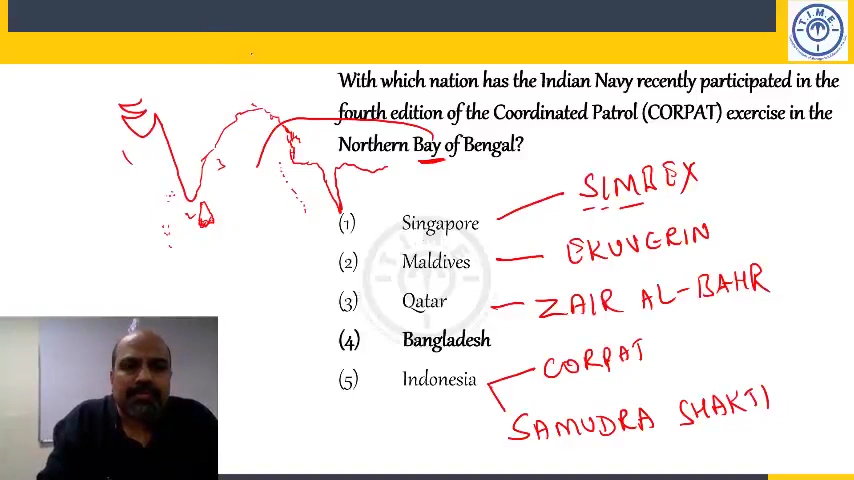 T.I.M.E.
With which nation has the Indian Navy recently participated in the
fourth edition of the Coordinated Patrol (CORPAT) exercise in the
Northern Bay of Bengal?
(1) Singapore
SIMBEX
(2) Maldives
EKUVERIN
(3) Qatar
ZAIR AL-BAHR
(4) Bangladesh
CORPAT
(5) Indonesia
SAMUDRA SHAKTI